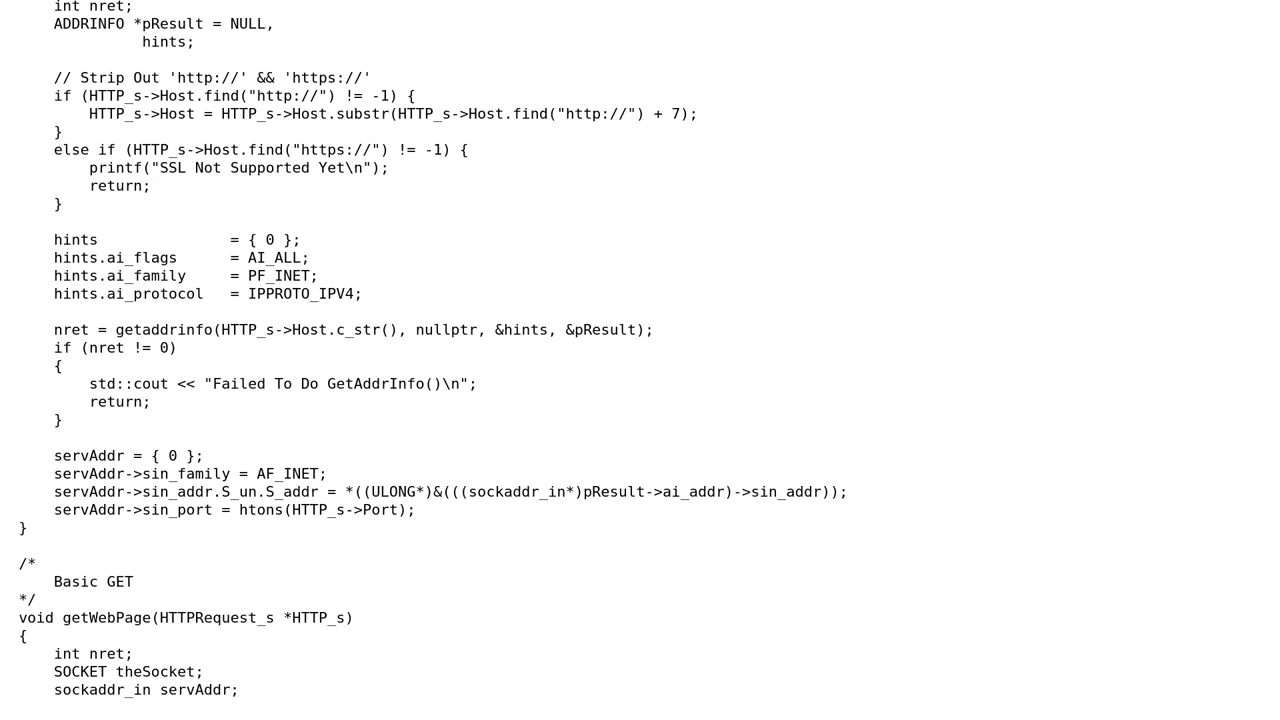 int nret;
ADDRINFO *pResult = NULL,
hints;
// Strip Out 'http://' && 'https://'
if (HTTP_s->Host.find("http://") != -1) {
HTTP_s->Host = HTTP_s->Host.substr(HTTP_s->Host.find("http://") + 7);
}
else if (HTTP_s->Host.find("https://") != -1) {
printf("SSL Not Supported Yet\n");
return;
}
hints = { 0 };
hints.ai_flags = AI_ALL;
hints.ai_family = PF_INET;
hints.ai_protocol = IPPROTO_IPV4;
nret = getaddrinfo(HTTP_s->Host.c_str(), nullptr, &hints, &pResult);
if (nret != 0)
{
std::cout << "Failed To Do GetAddrInfo()\n";
return;
}
servAddr = { 0 };
servAddr->sin_family = AF_INET;
servAddr->sin_addr.S_un.S_addr = *((ULONG*)&(((sockaddr_in*)pResult->ai_addr)->sin_addr));
servAddr->sin_port = htons(HTTP_s->Port);
}
/*
Basic GET
*/
void getWebPage(HTTPRequest_s *HTTP_s)
{
int nret;
SOCKET theSocket;
sockaddr_in servAddr;